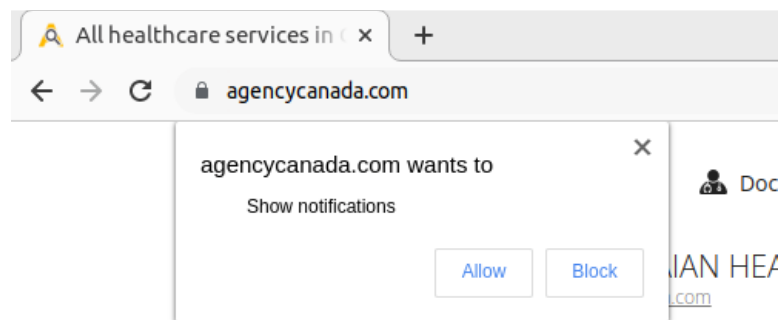 All healthcare services in
agencycanada.com
agencycanada.com wants to
Show notifications
Allow
Block
Doc
IAN HEA
.com